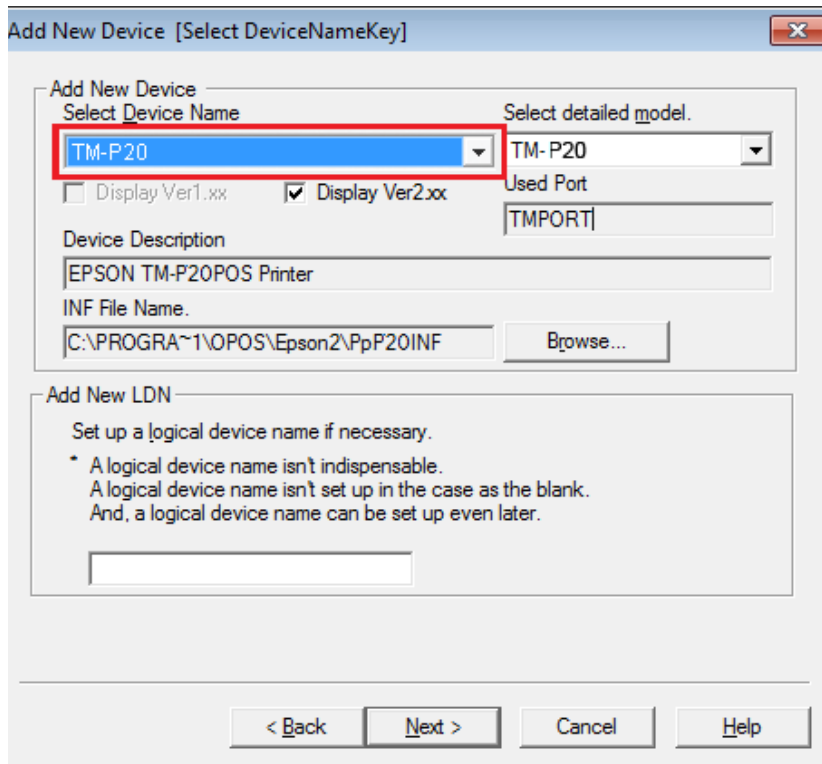 Add New Device [Select DeviceNameKey]
Add New Device
Select Device Name
Select detailed model.
TM-P20
TM-P20
Display Ver1.xx
Display Ver2.xx
Used Port
TMPORT
Device Description
EPSON TM-P20POS Printer
INF File Name.
C:\PROGRA~1\OPOS\Epson2\PpP20INF
Browse...
Add New LDN
Set up a logical device name if necessary.
* A logical device name isn't indispensable.
A logical device name isn't set up in the case as the blank.
And, a logical device name can be set up even later.
< Back
Next >
Cancel
Help